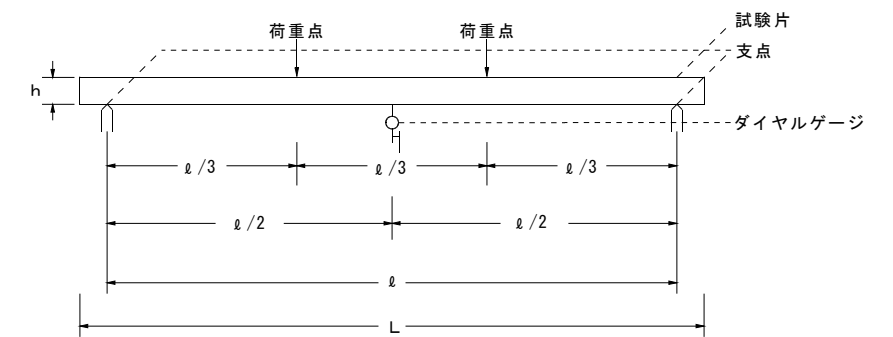 荷重点 荷重点 試験片
支点
h
ダイヤルゲージ
ℓ/3 ℓ/3 ℓ/3
ℓ/2 ℓ/2
ℓ
L